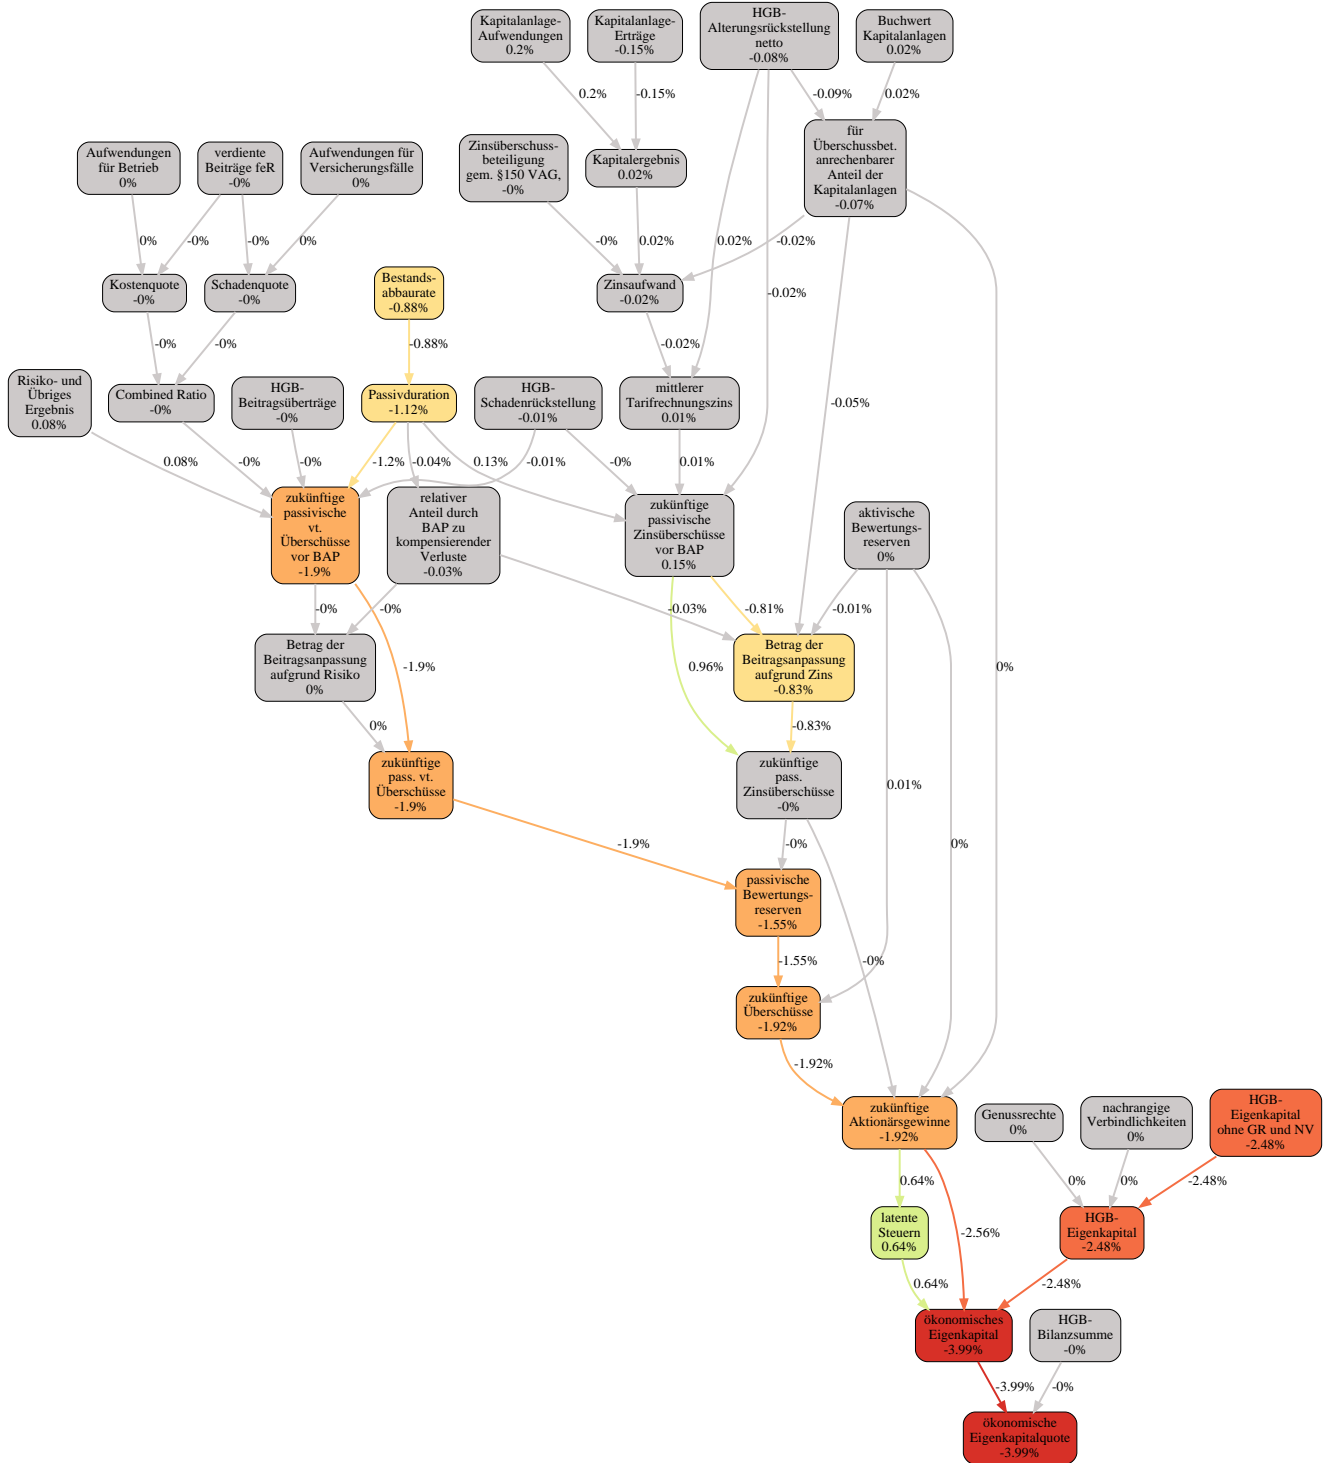 Kapitalanlage-
Aufwendungen
0.2%
Kapitalanlage-
Erträge
-0.15%
HGB-
Alterungsrückstellung
netto
-0.08%
Buchwert
Kapitalanlagen
0.02%
0.2%
-0.15%
-0.09%
0.02%
Aufwendungen
für Betrieb
0%
verdiente
Beiträge feR
-0%
Aufwendungen für
Versicherungsfälle
0%
Zinsüberschuss-
beteiligung
gem. §150 VAG,
-0%
Kapitalergebnis
0.02%
für
Überschussbet.
anrechenbarer
Anteil der
Kapitalanlagen
-0.07%
0%
-0%
-0%
0%
-0%
0.02%
0.02%
-0.02%
-0.02%
Kostenquote
-0%
Schadenquote
-0%
Bestands-
abbaurate
-0.88%
Zinsaufwand
-0.02%
-0%
-0%
-0.88%
-0.02%
-0.05%
Risiko- und
Übriges
Ergebnis
0.08%
Combined Ratio
-0%
HGB-
Beitragsüberträge
-0%
Passivduration
-1.12%
HGB-
Schadenrückstellung
-0.01%
mittlerer
Tarifrechnungszins
0.01%
0.08%
-0%
-0%
-1.2%
-0.04%
0.13%
-0.01%
-0%
0.01%
zukünftige
passivische
vt.
Überschüsse
vor BAP
-1.9%
relativer
Anteil durch
BAP zu
kompensierender
Verluste
-0.03%
zukünftige
passivische
Zinsüberschüsse
vor BAP
0.15%
aktivische
Bewertungs-
reserven
0%
-0%
-0%
-0.03%
-0.81%
-0.01%
Betrag der
Beitragsanpassung
aufgrund Risiko
0%
-1.9%
0.96%
Betrag der
Beitragsanpassung
aufgrund Zins
-0.83%
0%
0%
-0.83%
zukünftige
pass. vt.
Überschüsse
-1.9%
zukünftige
pass.
Zinsüberschüsse
-0%
0.01%
-1.9%
-0%
0%
passivische
Bewertungs-
reserven
-1.55%
-1.55%
-0%
zukünftige
Überschüsse
-1.92%
-1.92%
zukünftige
Aktionärsgewinne
-1.92%
Genussrechte
0%
nachrangige
Verbindlichkeiten
0%
HGB-
Eigenkapital
ohne GR und NV
-2.48%
0.64%
0%
0%
-2.48%
latente
Steuern
0.64%
-2.56%
HGB-
Eigenkapital
-2.48%
0.64%
-2.48%
ökonomisches
Eigenkapital
-3.99%
HGB-
Bilanzsumme
-0%
-3.99%
-0%
ökonomische
Eigenkapitalquote
-3.99%